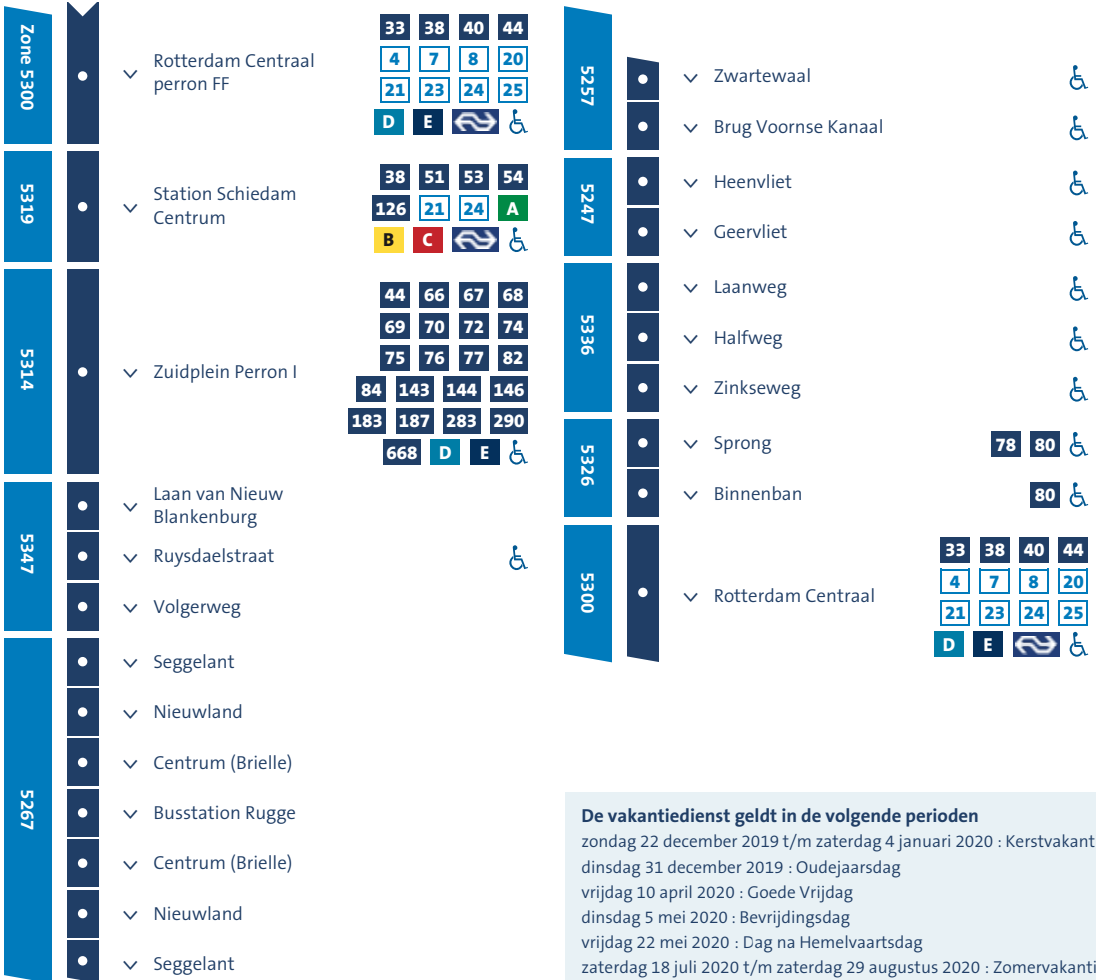 Zone 5300
Rotterdam Centraal
perron FF
33 38 40 44
4 7 8 20
21 23 24 25
D E
5319
Station Schiedam
Centrum
38 51 53 54
126 21 24 A
B C
5314
Zuidplein Perron I
44 66 67 68
69 70 72 74
75 76 77 82
84 143 144 146
183 187 283 290
668 D E
5347
Laan van Nieuw
Blankenburg
Ruysdaelstraat
Volgerweg
5267
Seggelant
Nieuwland
Centrum (Brielle)
Busstation Rugge
Centrum (Brielle)
Nieuwland
Seggelant
5257
Zwartewaal
Brug Voornse Kanaal
5247
Heenvliet
Geervliet
5336
Laanweg
Halfweg
Zinkseweg
5326
Sprong 78 80
Binnenban 80
5300
Rotterdam Centraal
33 38 40 44
4 7 8 20
21 23 24 25
D E
De vakantiedienst geldt in de volgende perioden
zondag 22 december 2019 t/m zaterdag 4 januari 2020 : Kerstvakant
dinsdag 31 december 2019 : Oudejaarsdag
vrijdag 10 april 2020 : Goede Vrijdag
dinsdag 5 mei 2020 : Bevrijdingsdag
vrijdag 22 mei 2020 : Dag na Hemelvaartsdag
zaterdag 18 juli 2020 t/m zaterdag 29 augustus 2020 : Zomervakanti